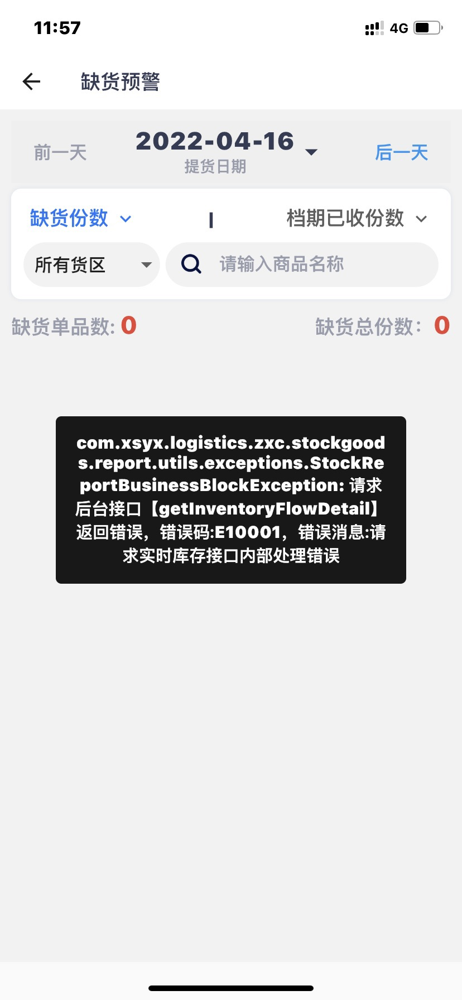 11:57
4G
缺货预警
前一天
2022-04-16
提货日期
后一天
缺货份数
档期已收份数
所有货区
请输入商品名称
缺货单品数: 0
缺货总份数: 0
com.xsyx.logistics.zxc.stockgood
s.report.utils.exceptions.StockRe
portBusinessBlockException: 请求
后台接口【getInventoryFlowDetail】
返回错误，错误码:E10001，错误消息:请
求实时库存接口内部处理错误